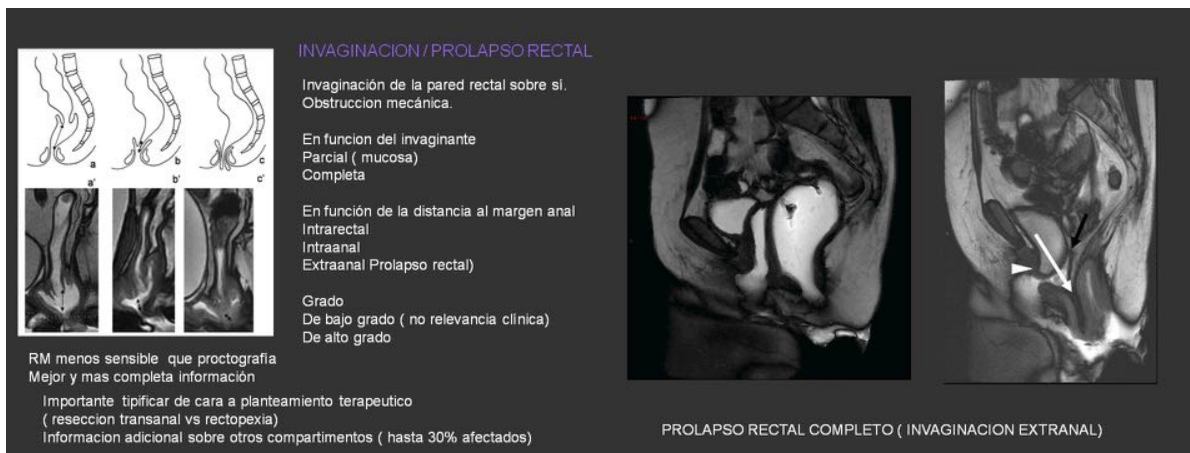 INVAGINACION / PROLAPSO RECTAL
Invaginación de la pared rectal sobre sí.
Obstruccion mecánica.
En funcion del invaginante
Parcial ( mucosa)
Completa
En función de la distancia al margen anal
Intrarectal
Intraanal
Extraanal Prolapso rectal)
Grado
De bajo grado ( no relevancia clínica)
De alto grado
a b c
a' b' c'
RM menos sensible que proctografía
Mejor y mas completa información
Importante tipificar de cara a planteamiento terapeutico
( reseccion transanal vs rectopexia)
Informacion adicional sobre otros compartimentos ( hasta 30% afectados)
PROLAPSO RECTAL COMPLETO ( INVAGINACION EXTRANAL)